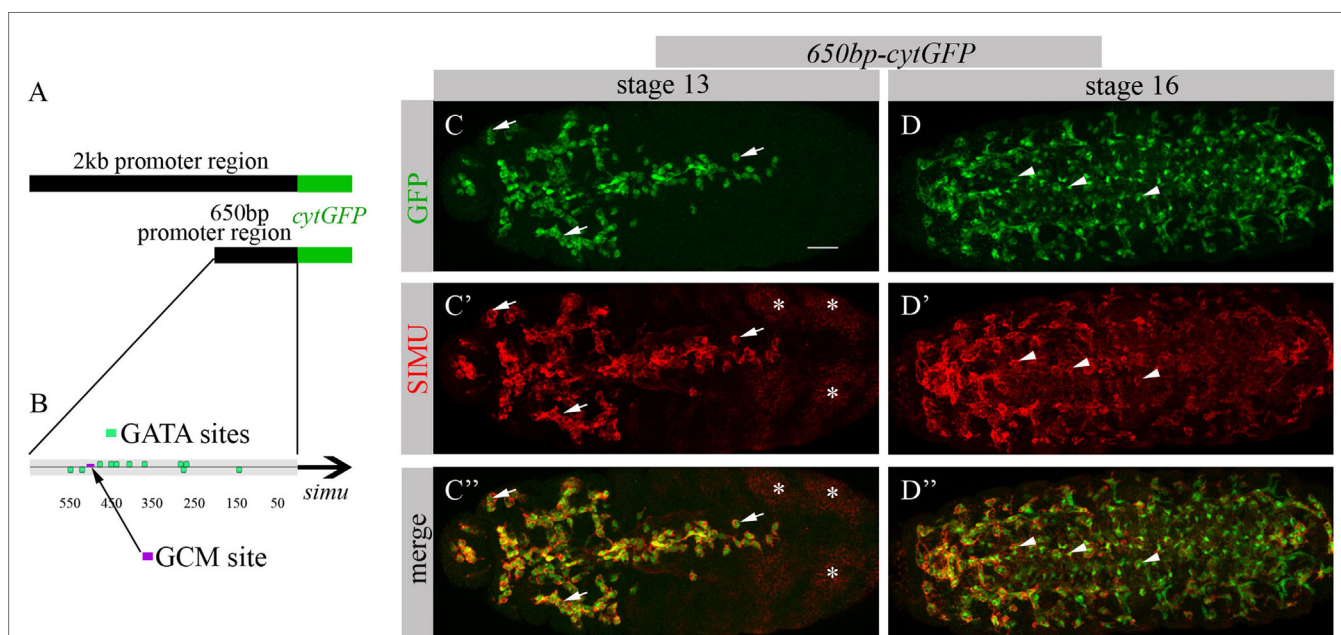 650bp-cytGFP
stage 13
stage 16
A
2kb promoter region
650bp
promoter region
cytGFP
B
GATA sites
simu
550
450
350
250
150
50
GCM site
GFP
C
D
SIMU
C'
*
*
*
D'
merge
C''
*
*
*
D''